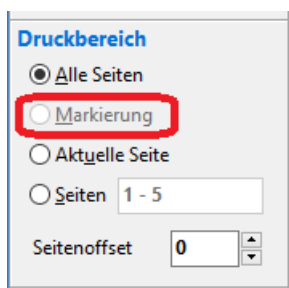 Druckbereich
Alle Seiten
Markierung
Aktuelle Seite
Seiten 1 - 5
Seitenoffset 0